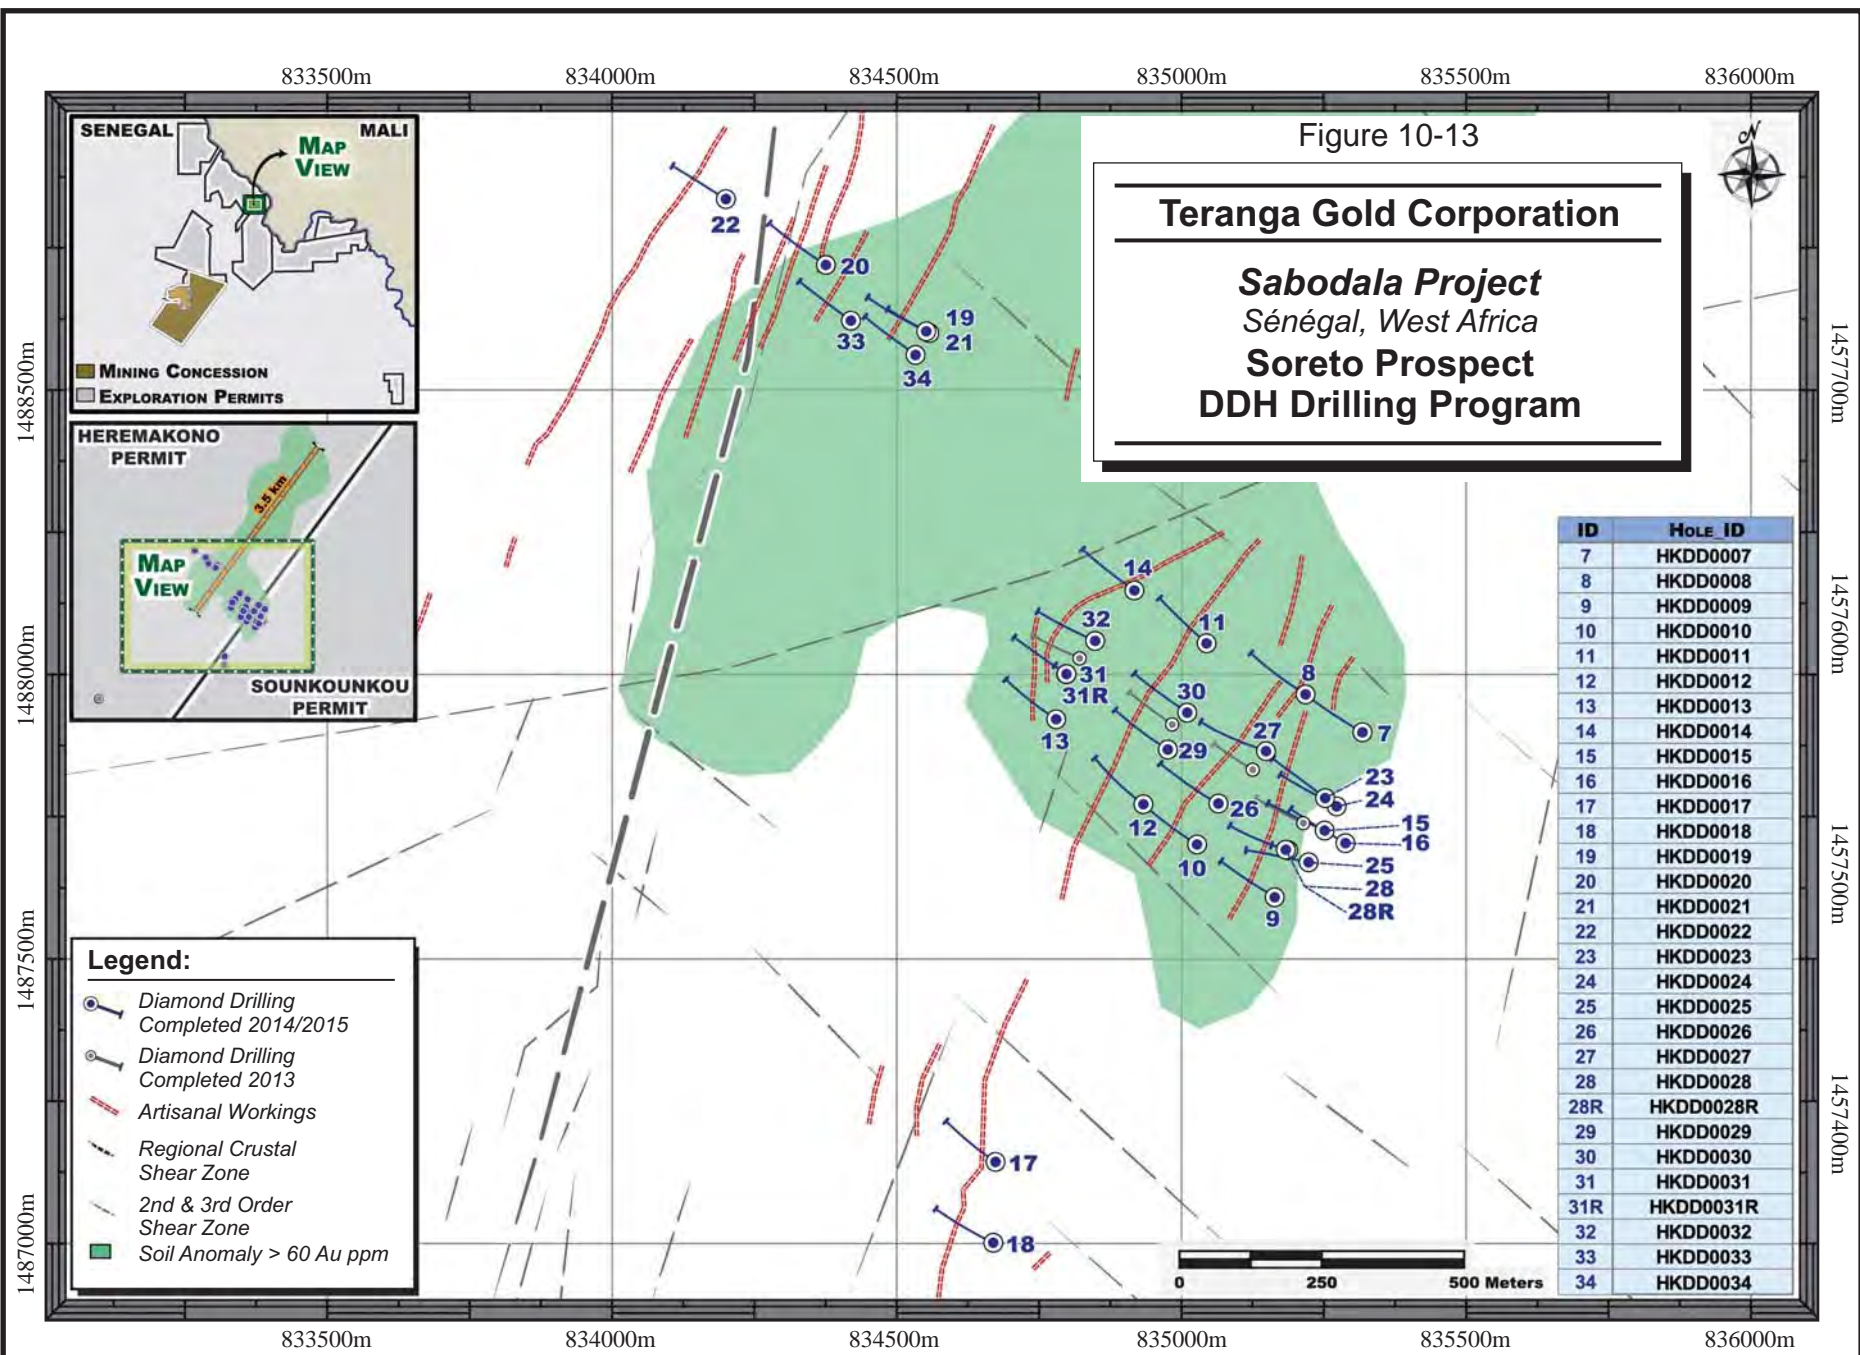 833500m 834000m 834500m 835000m 835500m 836000m
Figure 10-13
Teranga Gold Corporation
Sabodala Project
Sénégal, West Africa
Soreto Prospect
DDH Drilling Program
N
SENEGAL
MALI
MAP
VIEW
MINING CONCESSION
EXPLORATION PERMITS
HEREMAKONO
PERMIT
3.5 km
MAP
VIEW
SOUNKOUNKOU
PERMIT
1488500m
1488000m
1487500m
1487000m
1457700m
1457600m
1457500m
1457400m
22
20
19
21
33
34
14
32
11
31
31R
30
8
7
13
27
29
23
24
26
12
15
16
10
25
28
28R
9
17
18
ID HOLE_ID
7 HKDD0007
8 HKDD0008
9 HKDD0009
10 HKDD0010
11 HKDD0011
12 HKDD0012
13 HKDD0013
14 HKDD0014
15 HKDD0015
16 HKDD0016
17 HKDD0017
18 HKDD0018
19 HKDD0019
20 HKDD0020
21 HKDD0021
22 HKDD0022
23 HKDD0023
24 HKDD0024
25 HKDD0025
26 HKDD0026
27 HKDD0027
28 HKDD0028
28R HKDD0028R
29 HKDD0029
30 HKDD0030
31 HKDD0031
31R HKDD0031R
32 HKDD0032
33 HKDD0033
34 HKDD0034
Legend:
Diamond Drilling
Completed 2014/2015
Diamond Drilling
Completed 2013
Artisanal Workings
Regional Crustal
Shear Zone
2nd & 3rd Order
Shear Zone
Soil Anomaly > 60 Au ppm
0 250 500 Meters
833500m 834000m 834500m 835000m 835500m 836000m